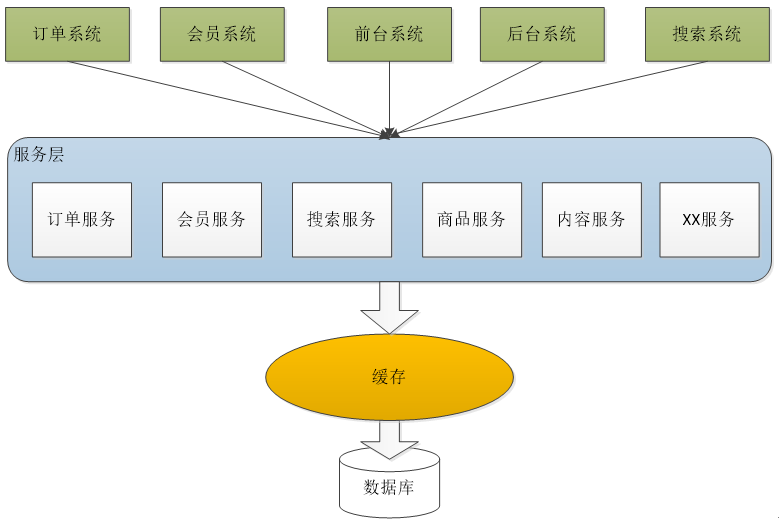 订单系统
会员系统
前台系统
后台系统
搜索系统
服务层
订单服务
会员服务
搜索服务
商品服务
内容服务
XX服务
缓存
数据库